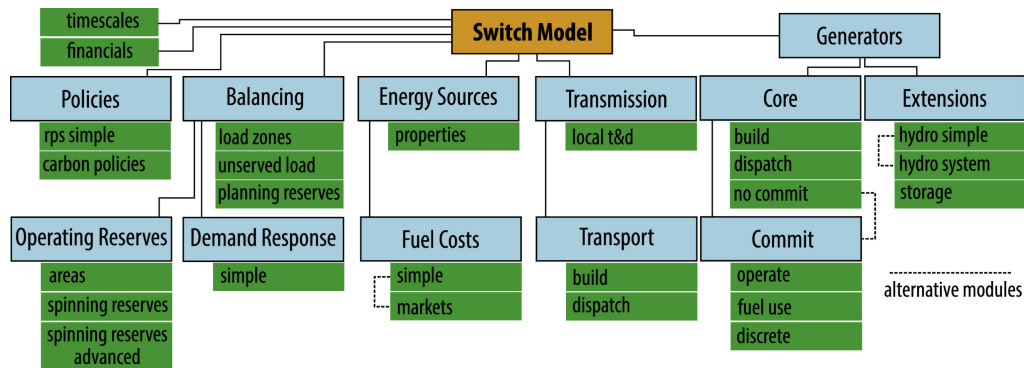 timescales
financials
Switch Model
Generators
Policies
Balancing
Energy Sources
Transmission
Core
Extensions
rps simple
carbon policies
load zones
unserved load
planning reserves
properties
local t&d
build
dispatch
no commit
hydro simple
hydro system
storage
Operating Reserves
Demand Response
Fuel Costs
Transport
Commit
areas
spinning reserves
spinning reserves
advanced
simple
simple
markets
build
dispatch
operate
fuel use
discrete
alternative modules